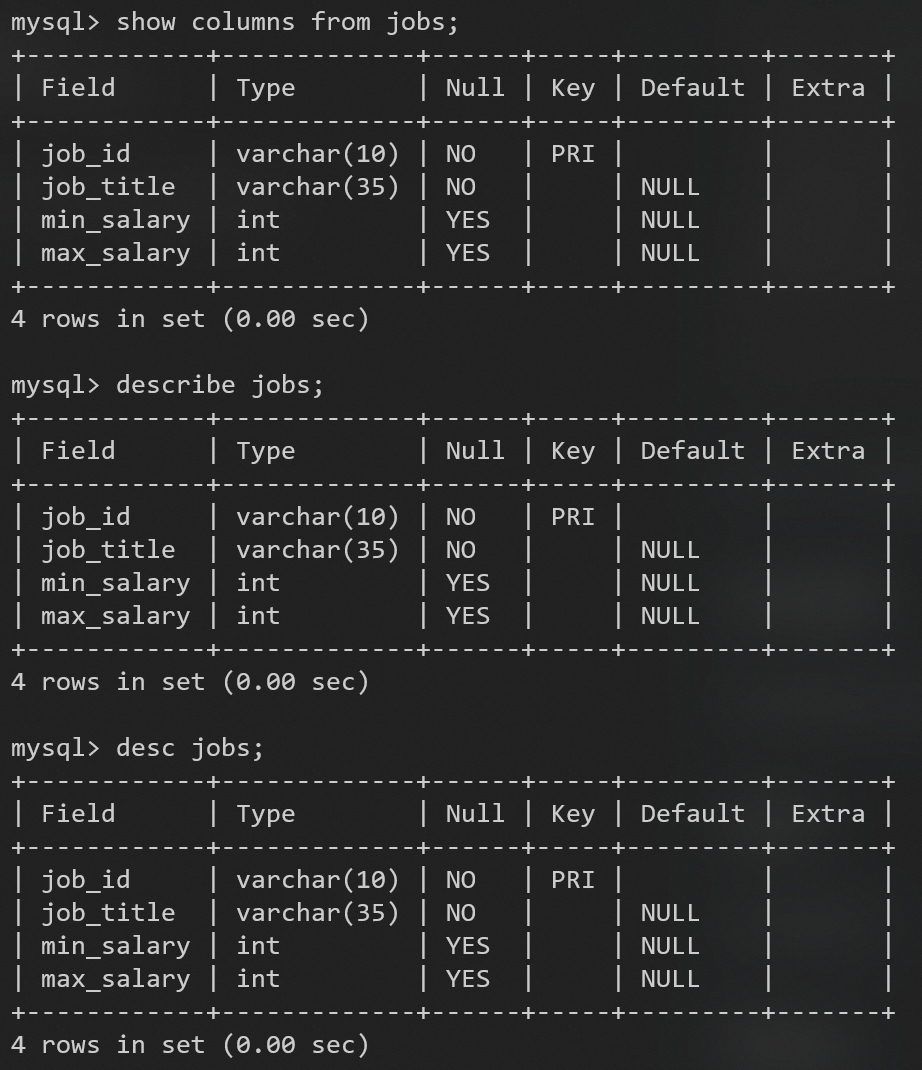 mysql> show columns from jobs;
+------------+-------------+------+-----+---------+-------+
| Field      | Type        | Null | Key | Default | Extra |
+------------+-------------+------+-----+---------+-------+
| job_id     | varchar(10) | NO   | PRI |         |       |
| job_title  | varchar(35) | NO   |     | NULL    |       |
| min_salary | int         | YES  |     | NULL    |       |
| max_salary | int         | YES  |     | NULL    |       |
+------------+-------------+------+-----+---------+-------+
4 rows in set (0.00 sec)

mysql> describe jobs;
+------------+-------------+------+-----+---------+-------+
| Field      | Type        | Null | Key | Default | Extra |
+------------+-------------+------+-----+---------+-------+
| job_id     | varchar(10) | NO   | PRI |         |       |
| job_title  | varchar(35) | NO   |     | NULL    |       |
| min_salary | int         | YES  |     | NULL    |       |
| max_salary | int         | YES  |     | NULL    |       |
+------------+-------------+------+-----+---------+-------+
4 rows in set (0.00 sec)

mysql> desc jobs;
+------------+-------------+------+-----+---------+-------+
| Field      | Type        | Null | Key | Default | Extra |
+------------+-------------+------+-----+---------+-------+
| job_id     | varchar(10) | NO   | PRI |         |       |
| job_title  | varchar(35) | NO   |     | NULL    |       |
| min_salary | int         | YES  |     | NULL    |       |
| max_salary | int         | YES  |     | NULL    |       |
+------------+-------------+------+-----+---------+-------+
4 rows in set (0.00 sec)